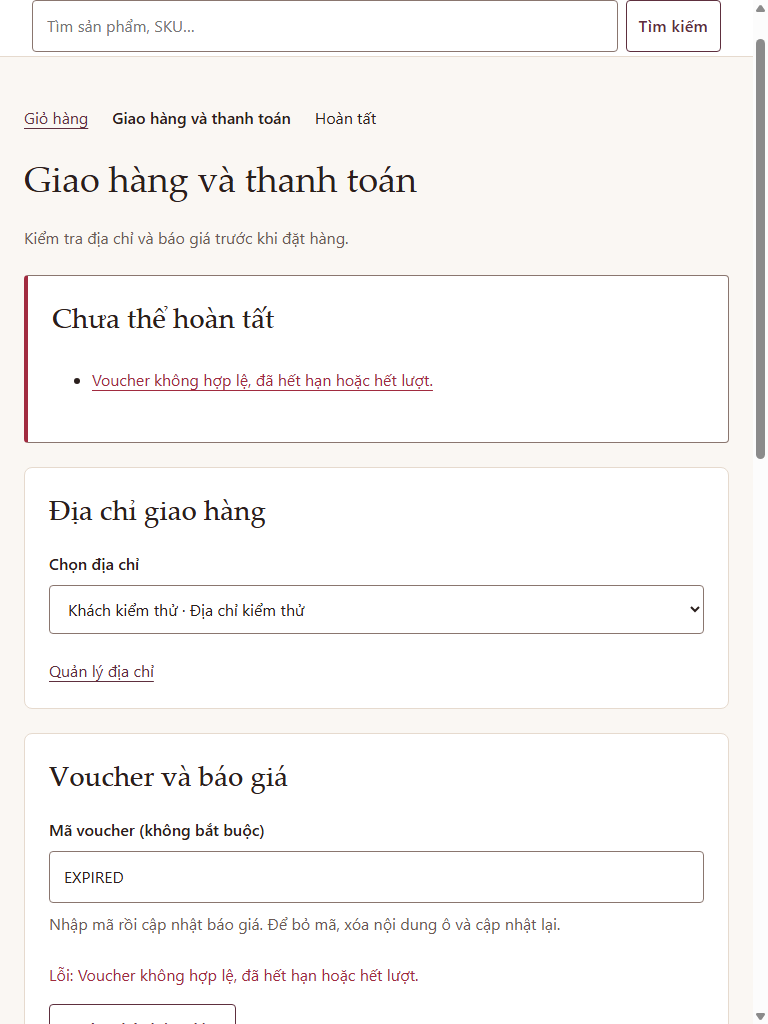 Tìm sản phẩm, SKU...
Tìm kiếm
Giỏ hàng
Giao hàng và thanh toán
Hoàn tất
Giao hàng và thanh toán
Kiểm tra địa chỉ và báo giá trước khi đặt hàng.
Chưa thể hoàn tất
Voucher không hợp lệ, đã hết hạn hoặc hết lượt.
Địa chỉ giao hàng
Chọn địa chỉ
Khách kiểm thử · Địa chỉ kiểm thử
Quản lý địa chỉ
Voucher và báo giá
Mã voucher (không bắt buộc)
EXPIRED
Nhập mã rồi cập nhật báo giá. Để bỏ mã, xóa nội dung ô và cập nhật lại.
Lỗi: Voucher không hợp lệ, đã hết hạn hoặc hết lượt.